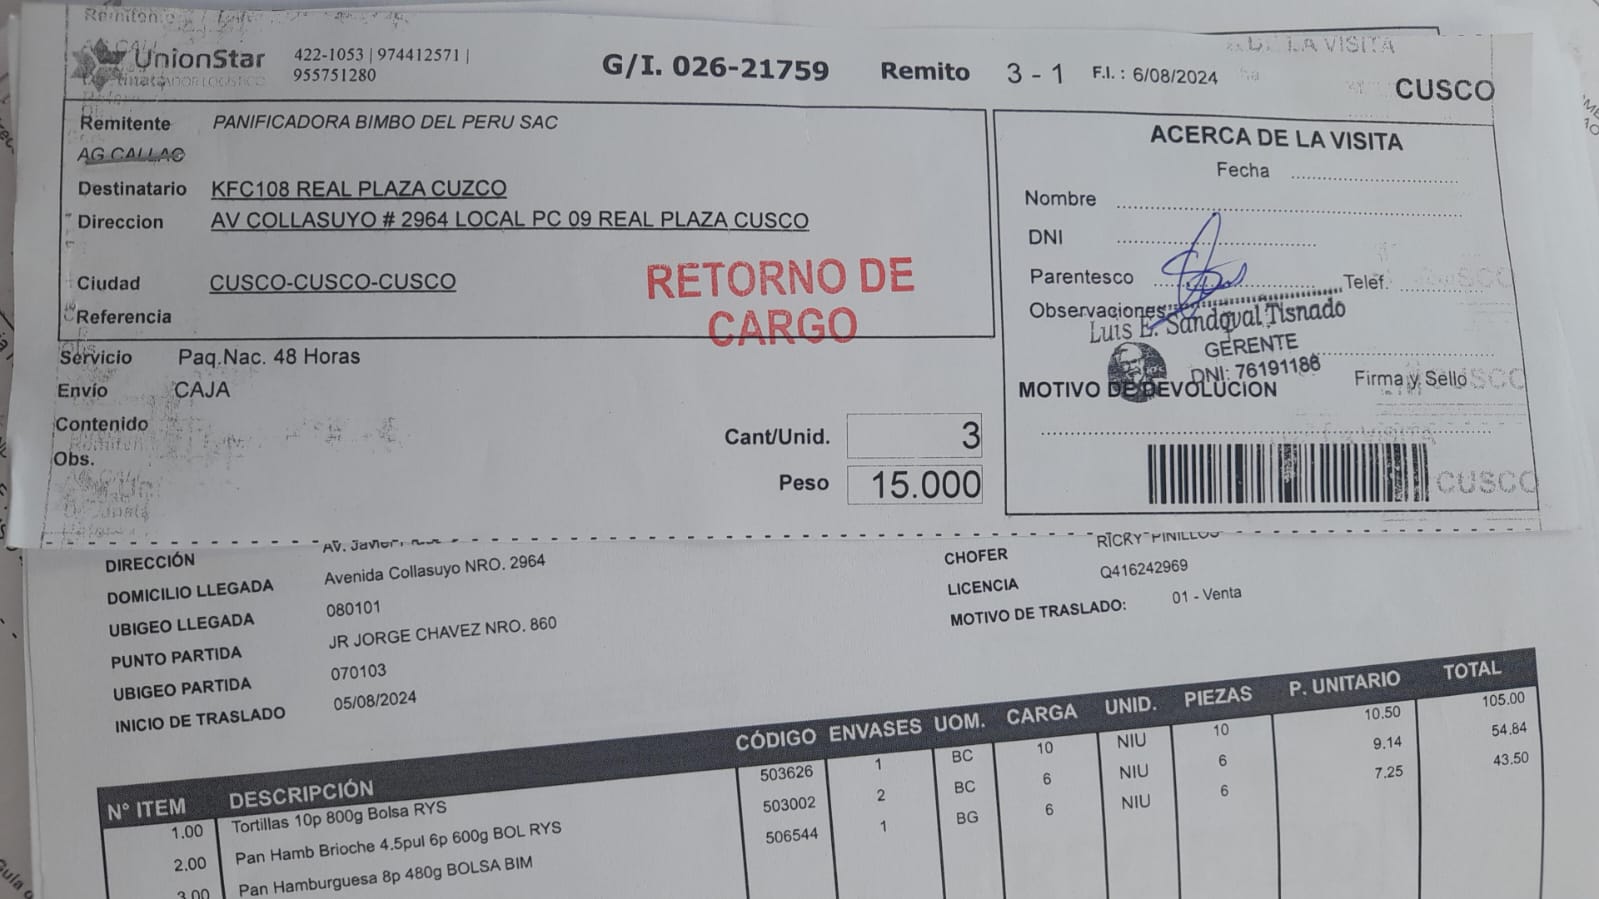 UnionStar
422-1053 | 974412571 |
955751280
G/I. 026-21759
Remito 3 - 1
F.I. : 6/08/2024
DE LA VISITA
CUSCO
Remitente PANIFICADORA BIMBO DEL PERU SAC
AG CALLAO
Destinatario KFC108 REAL PLAZA CUZCO
Direccion AV COLLASUYO # 2964 LOCAL PC 09 REAL PLAZA CUSCO
Ciudad CUSCO-CUSCO-CUSCO
Referencia
RETORNO DE
CARGO
Servicio Paq.Nac. 48 Horas
Envío CAJA
Contenido
Obs.
Cant/Unid. 3
Peso 15.000
ACERCA DE LA VISITA
Fecha
Nombre
DNI
Parentesco Teléf.
Observaciones
Luis E. Sandoval Tisnado
GERENTE
DNI: 76191186
Firma y Sello
MOTIVO DE DEVOLUCION
CUSCO
DIRECCIÓN
DOMICILIO LLEGADA Avenida Collasuyo NRO. 2964
UBIGEO LLEGADA 080101
PUNTO PARTIDA JR JORGE CHAVEZ NRO. 860
UBIGEO PARTIDA 070103
INICIO DE TRASLADO 05/08/2024
CHOFER RICKY PINILLOS
LICENCIA Q416242969
MOTIVO DE TRASLADO: 01 - Venta
N° ITEM DESCRIPCIÓN CÓDIGO ENVASES UOM. CARGA UNID. PIEZAS P. UNITARIO TOTAL
1.00 Tortillas 10p 800g Bolsa RYS 503626 1 BC 10 NIU 10 10.50 105.00
2.00 Pan Hamb Brioche 4.5pul 6p 600g BOL RYS 503002 2 BC 6 NIU 6 9.14 54.84
3.00 Pan Hamburguesa 8p 480g BOLSA BIM 506544 1 BG 6 NIU 6 7.25 43.50